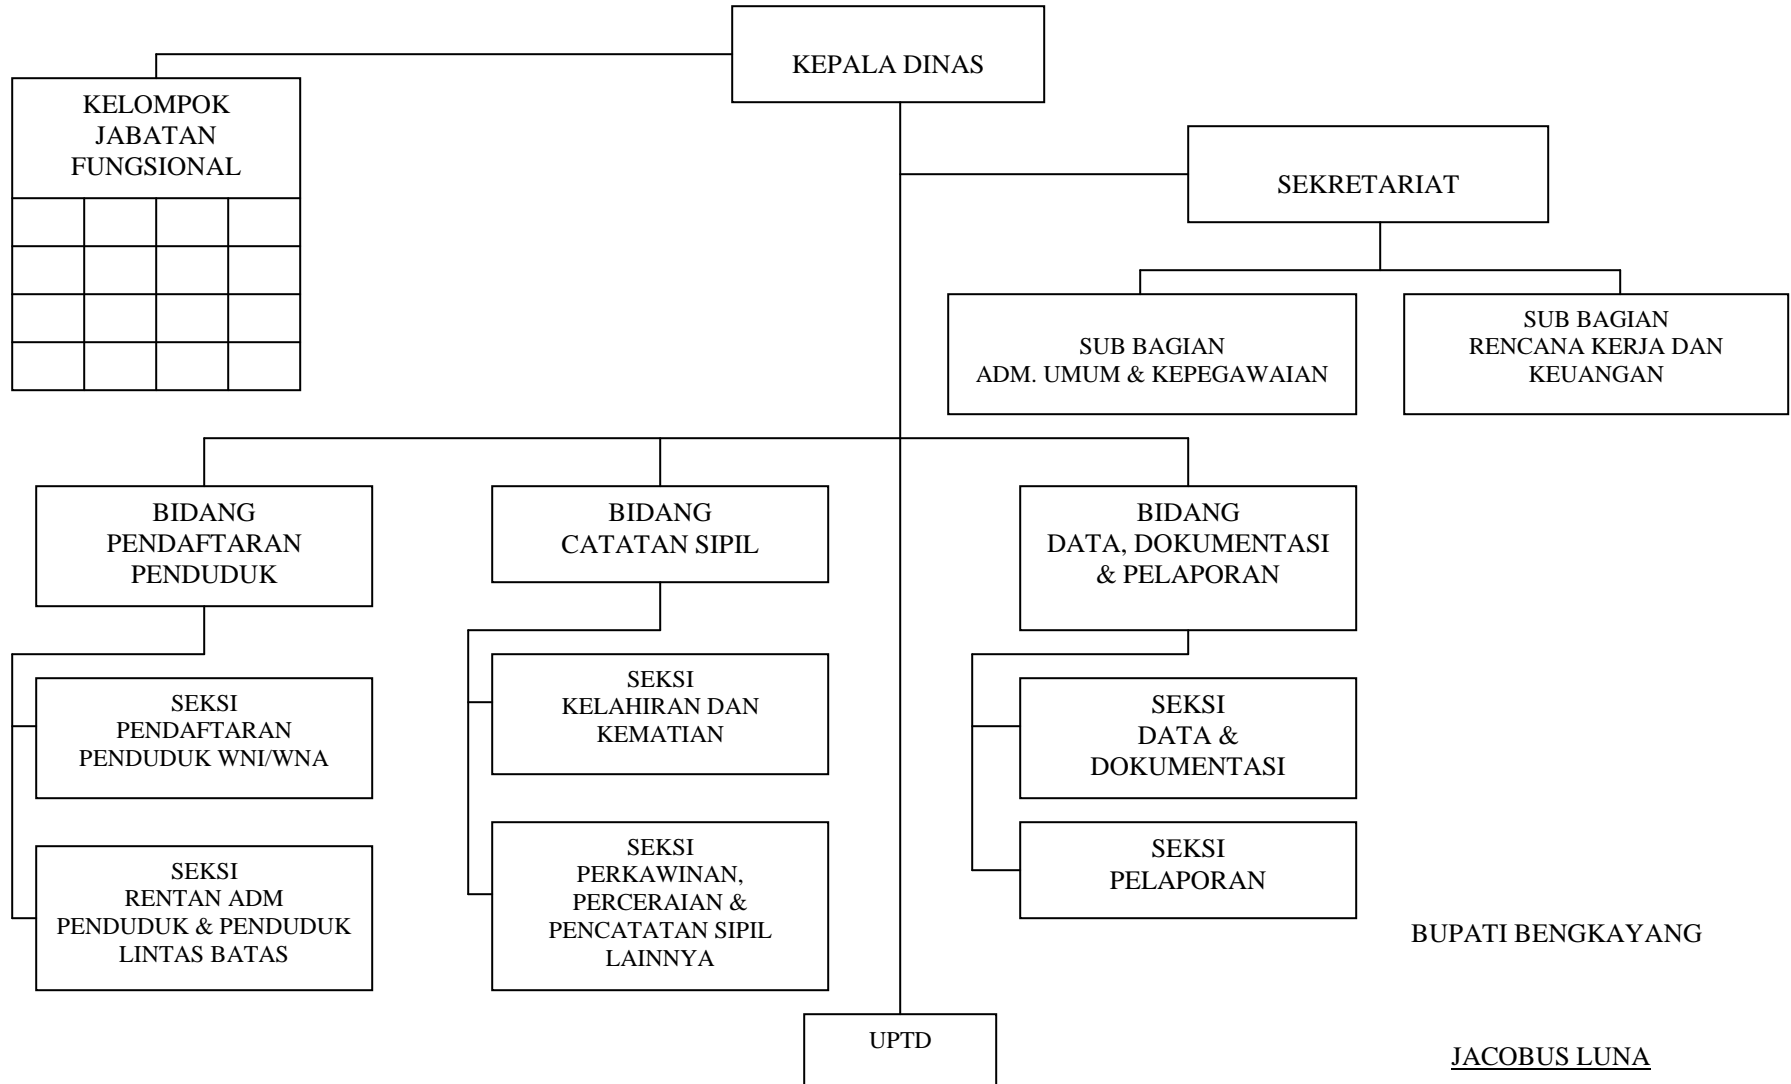 KEPALA DINAS
KELOMPOK
JABATAN
FUNGSIONAL
SEKRETARIAT
SUB BAGIAN
ADM. UMUM & KEPEGAWAIAN
SUB BAGIAN
RENCANA KERJA DAN
KEUANGAN
BIDANG
PENDAFTARAN
PENDUDUK
BIDANG
CATATAN SIPIL
BIDANG
DATA, DOKUMENTASI
& PELAPORAN
SEKSI
PENDAFTARAN
PENDUDUK WNI/WNA
SEKSI
KELAHIRAN DAN
KEMATIAN
SEKSI
DATA &
DOKUMENTASI
SEKSI
RENTAN ADM
PENDUDUK & PENDUDUK
LINTAS BATAS
SEKSI
PERKAWINAN,
PERCERAIAN &
PENCATATAN SIPIL
LAINNYA
SEKSI
PELAPORAN
BUPATI BENGKAYANG
UPTD
JACOBUS LUNA